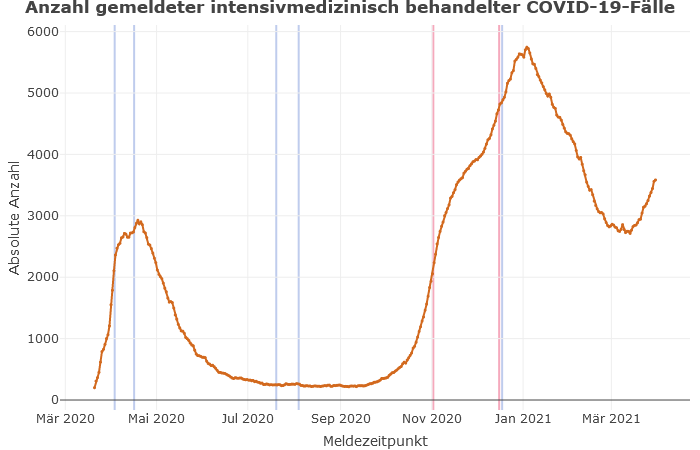 Anzahl gemeldeter intensivmedizinisch behandelter COVID-19-Fälle
6000
5000
4000
3000
2000
1000
0
Absolute Anzahl
Mär 2020
Mai 2020
Jul 2020
Sep 2020
Nov 2020
Jan 2021
Mär 2021
Meldezeitpunkt